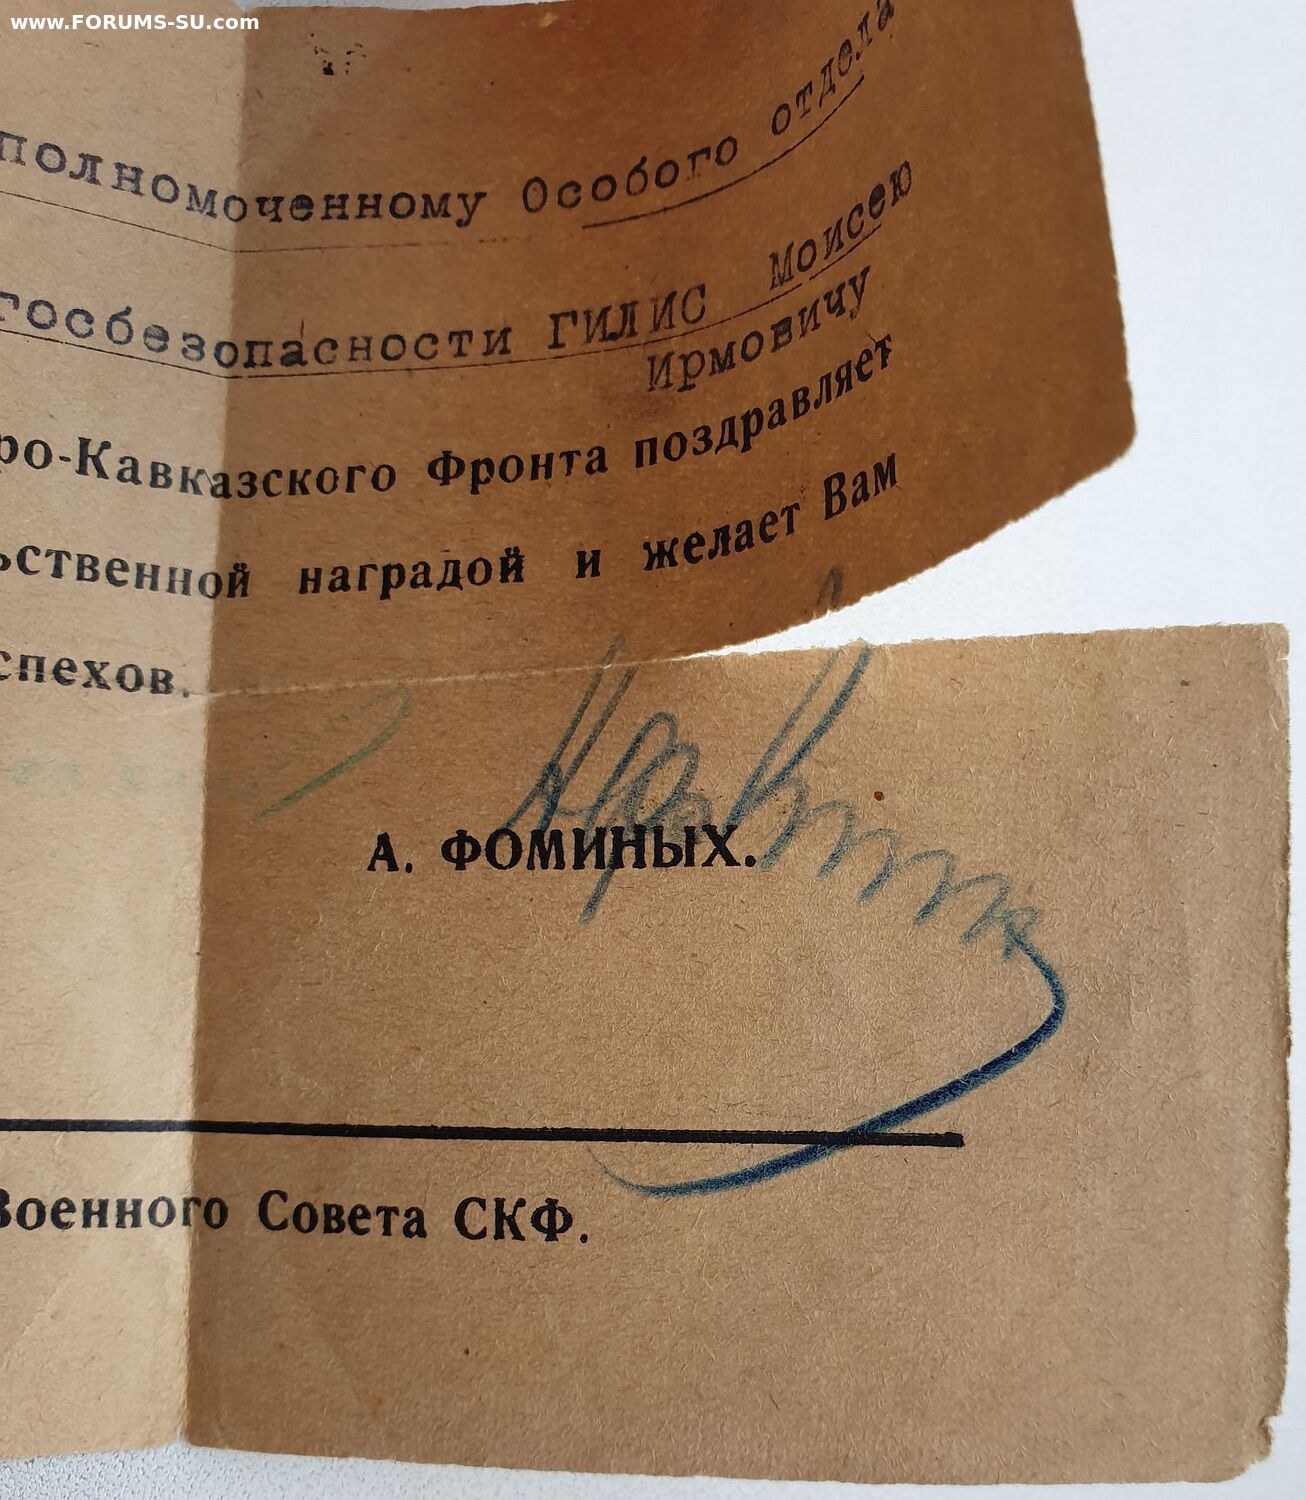 www.FORUMS-SU.com
полномоченному Особого отдела
госбезопасности ГИЛИС Моисею
Ирмовичу
ро-Кавказского Фронта поздравляет
ьственной наградой и желает Вам
спехов.
А. ФОМИНЫХ.
Военного Совета СКФ.